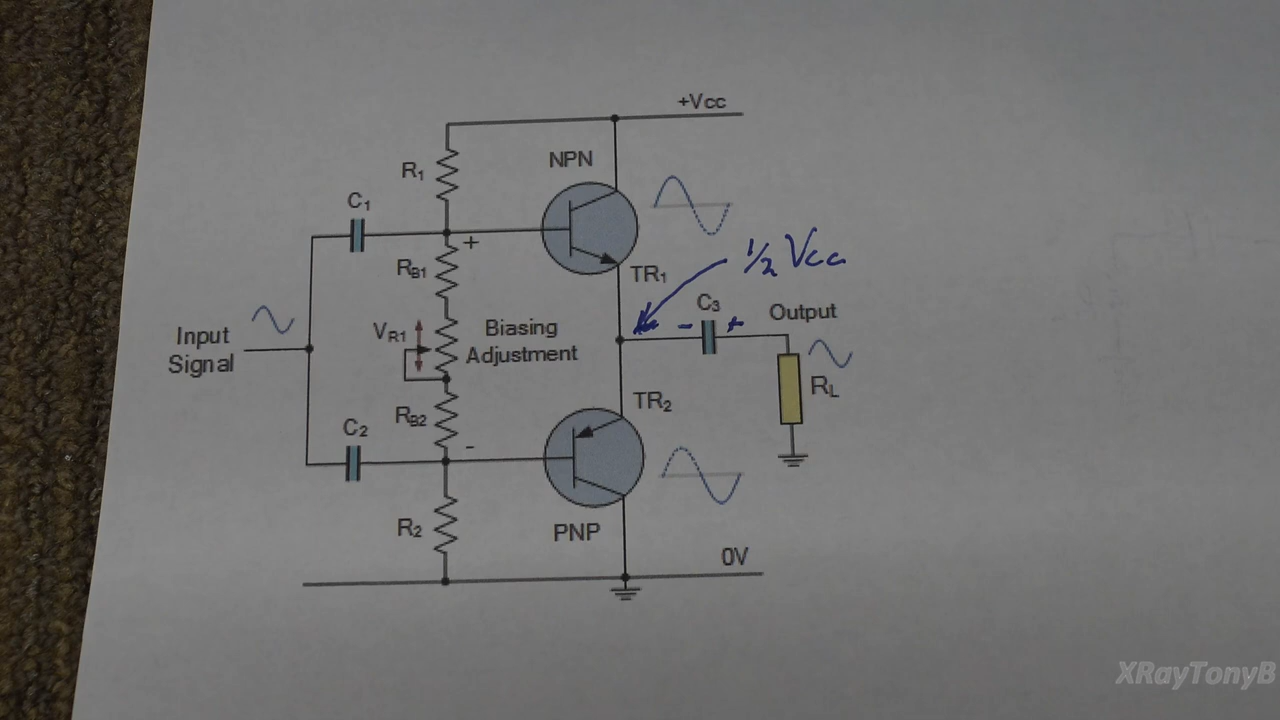 +Vcc
R1
NPN
C1
+
RB1
TR1
½ Vcc
C3
Output
- +
Input
Signal
VR1
Biasing
Adjustment
RL
TR2
RB2
C2
-
R2
PNP
0V
XRayTonyB